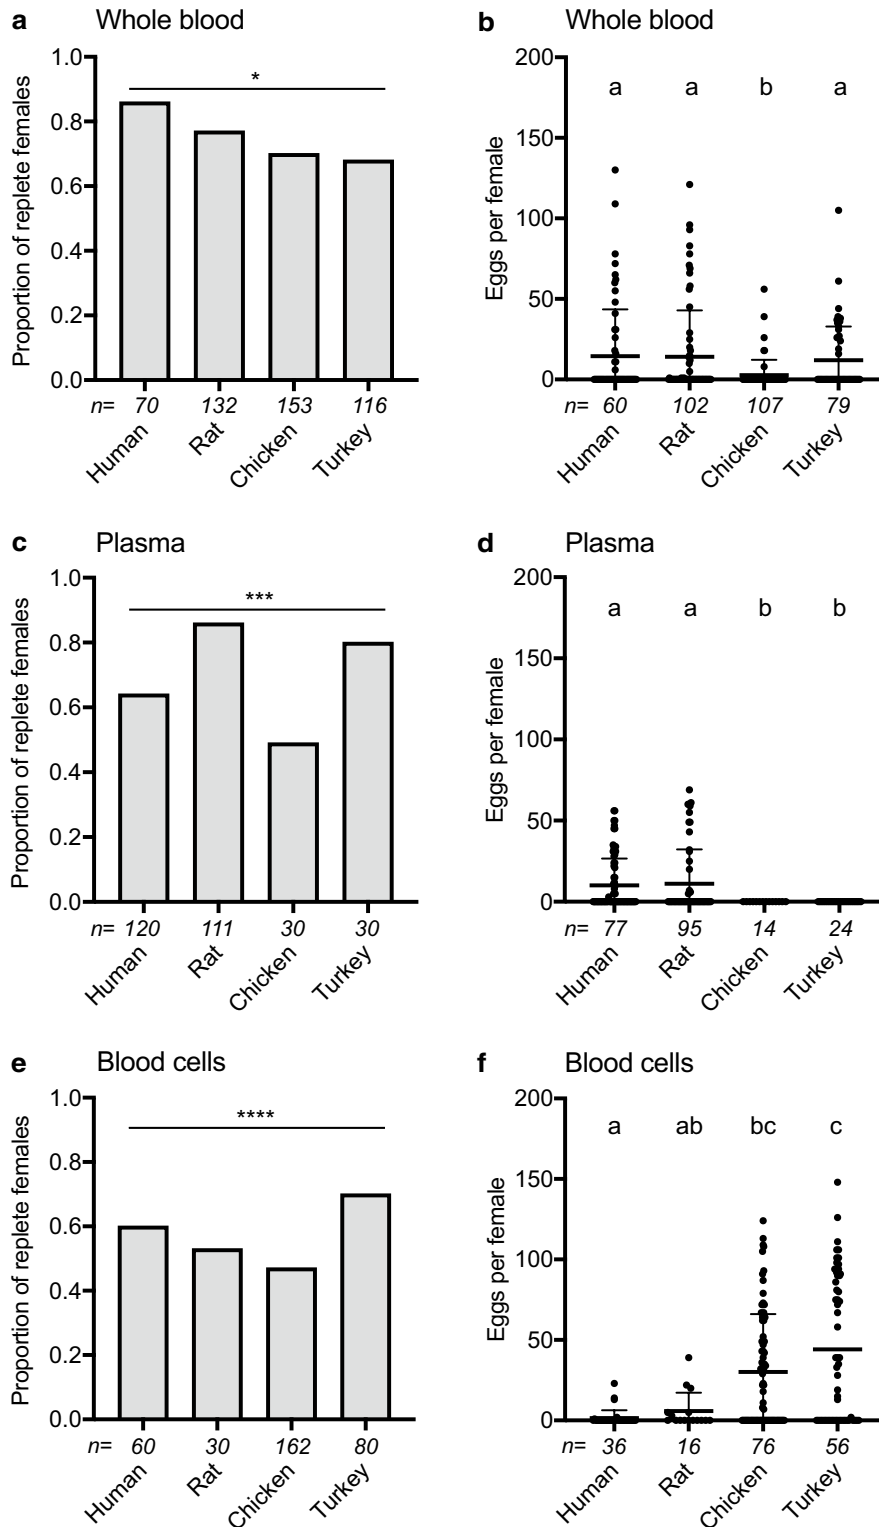 a Whole blood
Proportion of replete females
1.0
0.8
0.6
0.4
0.2
0.0
*
n= 70 132 153 116
Human Rat Chicken Turkey
b Whole blood
Eggs per female
200
150
100
50
0
a a b a
n= 60 102 107 79
Human Rat Chicken Turkey
c Plasma
Proportion of replete females
1.0
0.8
0.6
0.4
0.2
0.0
***
n= 120 111 30 30
Human Rat Chicken Turkey
d Plasma
Eggs per female
200
150
100
50
0
a a b b
n= 77 95 14 24
Human Rat Chicken Turkey
e Blood cells
Proportion of replete females
1.0
0.8
0.6
0.4
0.2
0.0
****
n= 60 30 162 80
Human Rat Chicken Turkey
f Blood cells
Eggs per female
200
150
100
50
0
a ab bc c
n= 36 16 76 56
Human Rat Chicken Turkey